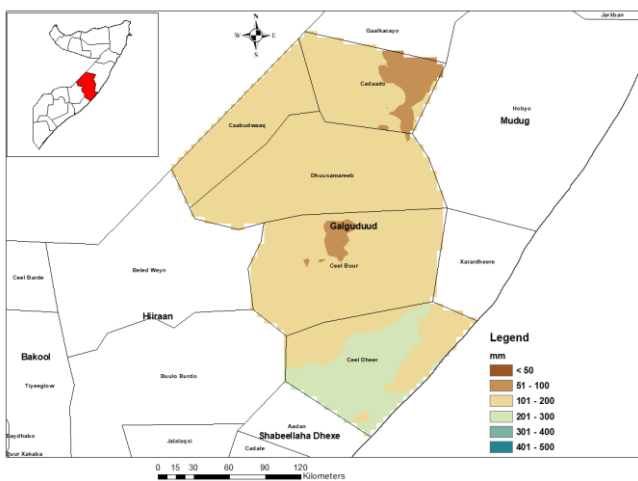 Jariiban
Gaalkacayo
N
W E
S
Cadaado
Hobyo
Mudug
Caabudwaaq
Dhuusamareeb
Galguduud
Ceel Buur
Xarardheere
Ceel Barde
Beled Weyo
Hiiraan
Bakool
Tiyeeglow
Buulo Burdo
Ceel Dheer
Aadan
Shabeellaha Dhexe
Jalalaqsi
Cadale
Baydhabo
Buur Xakaba
Legend
mm
< 50
51 - 100
101 - 200
201 - 300
301 - 400
401 - 500
0 15 30 60 90 120
Kilometers